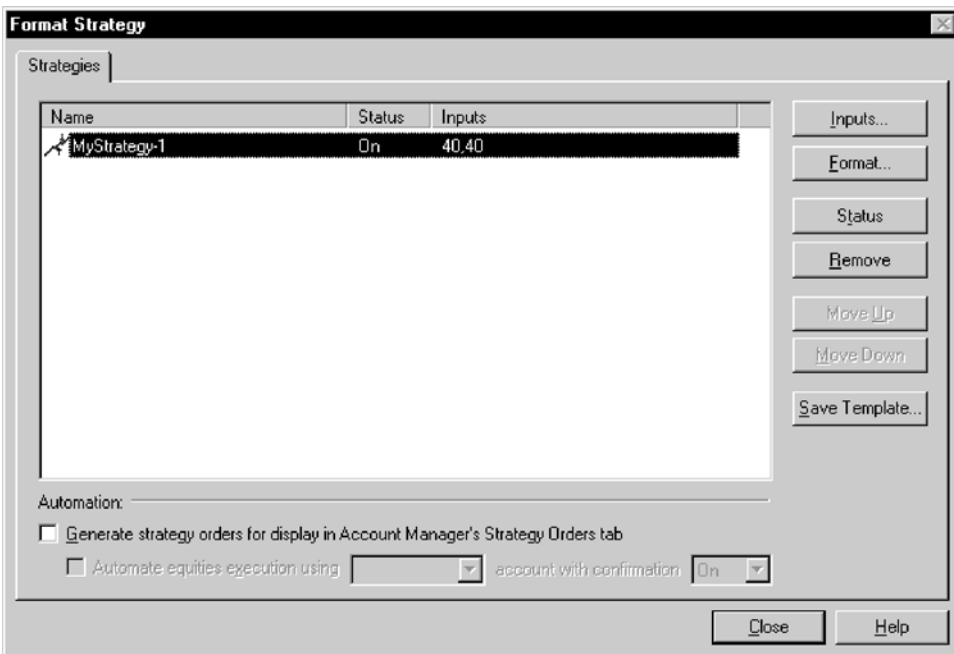 Format Strategy
Strategies
Name Status Inputs
MyStrategy-1 On 40,40
Inputs...
Format...
Status
Remove
Move Up
Move Down
Save Template...
Automation:
Generate strategy orders for display in Account Manager's Strategy Orders tab
Automate equities execution using account with confirmation On
Close Help